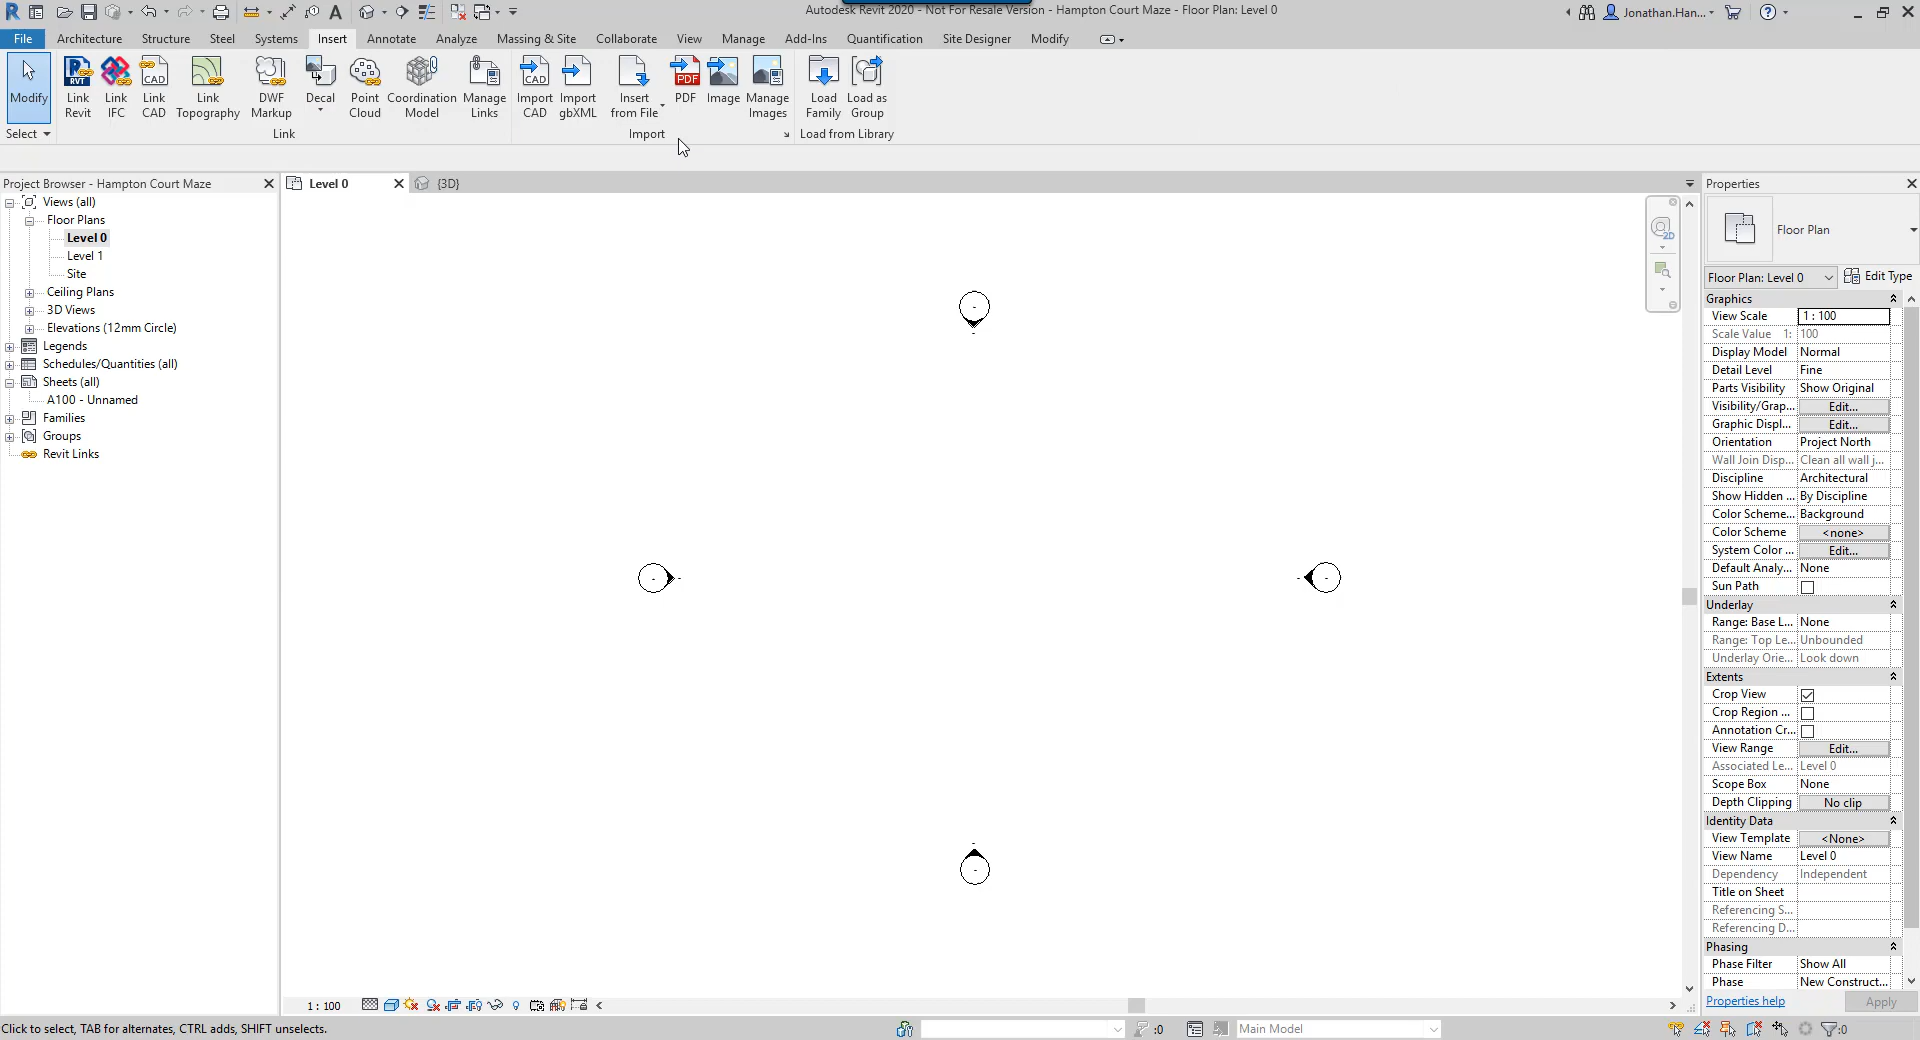 Autodesk Revit 2020 - Not For Resale Version - Hampton Court Maze - Floor Plan: Level 0
Jonathan.Han...
File Architecture Structure Steel Systems Insert Annotate Analyze Massing & Site Collaborate View Manage Add-Ins Quantification Site Designer Modify
Modify
Link Revit
Link IFC
Link CAD
Link Topography
DWF Markup
Decal
Point Cloud
Coordination Model
Manage Links
Import CAD
Import gbXML
Insert from File
PDF
Image
Manage Images
Load Family
Load as Group
Select
Link
Import
Load from Library
Project Browser - Hampton Court Maze
Views (all)
Floor Plans
Level 0
Level 1
Site
Ceiling Plans
3D Views
Elevations (12mm Circle)
Legends
Schedules/Quantities (all)
Sheets (all)
A100 - Unnamed
Families
Groups
Revit Links
Level 0
{3D}
2D
Properties
Floor Plan
Floor Plan: Level 0
Edit Type
Graphics
View Scale 1 : 100
Scale Value 1: 100
Display Model Normal
Detail Level Fine
Parts Visibility Show Original
Visibility/Grap... Edit...
Graphic Displ... Edit...
Orientation Project North
Wall Join Disp... Clean all wall j...
Discipline Architectural
Show Hidden ... By Discipline
Color Scheme... Background
Color Scheme <none>
System Color ... Edit...
Default Analy... None
Sun Path
Underlay
Range: Base L... None
Range: Top Le... Unbounded
Underlay Orie... Look down
Extents
Crop View
Crop Region ...
Annotation Cr...
View Range Edit...
Associated Le... Level 0
Scope Box None
Depth Clipping No clip
Identity Data
View Template <None>
View Name Level 0
Dependency Independent
Title on Sheet
Referencing S...
Referencing D...
Phasing
Phase Filter Show All
Phase New Construct...
Properties help
Apply
1 : 100
Click to select, TAB for alternates, CTRL adds, SHIFT unselects.
:0
Main Model
:0